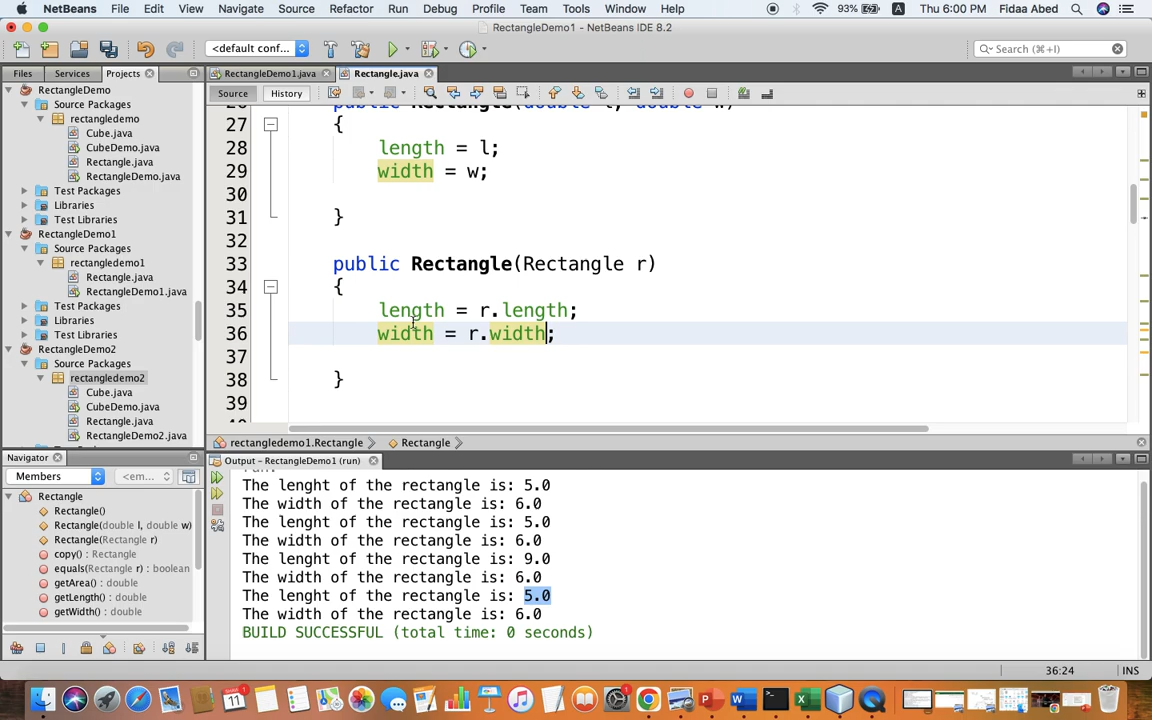 NetBeans File Edit View Navigate Source Refactor Run Debug Profile Team Tools Window Help 93% A Thu 6:00 PM Fidaa Abed
RectangleDemo1 - NetBeans IDE 8.2
<default conf... Search (⌘+I)
Files Services Projects RectangleDemo1.java Rectangle.java
Source History
RectangleDemo
Source Packages
rectangledemo
Cube.java
CubeDemo.java
Rectangle.java
RectangleDemo.java
Test Packages
Libraries
Test Libraries
RectangleDemo1
Source Packages
rectangledemo1
Rectangle.java
RectangleDemo1.java
Test Packages
Libraries
Test Libraries
RectangleDemo2
Source Packages
rectangledemo2
Cube.java
CubeDemo.java
Rectangle.java
RectangleDemo2.java
26 public Rectangle(double l, double w)
27 {
28 length = l;
29 width = w;
30
31 }
32
33 public Rectangle(Rectangle r)
34 {
35 length = r.length;
36 width = r.width;
37
38 }
39
rectangledemo1.Rectangle Rectangle
Navigator
Members <em...
Rectangle
Rectangle()
Rectangle(double l, double w)
Rectangle(Rectangle r)
copy() : Rectangle
equals(Rectangle r) : boolean
getArea() : double
getLength() : double
getWidth() : double
Output - RectangleDemo1 (run)
run:
The lenght of the rectangle is: 5.0
The width of the rectangle is: 6.0
The lenght of the rectangle is: 5.0
The width of the rectangle is: 6.0
The lenght of the rectangle is: 9.0
The width of the rectangle is: 6.0
The lenght of the rectangle is: 5.0
The width of the rectangle is: 6.0
BUILD SUCCESSFUL (total time: 0 seconds)
36:24 INS